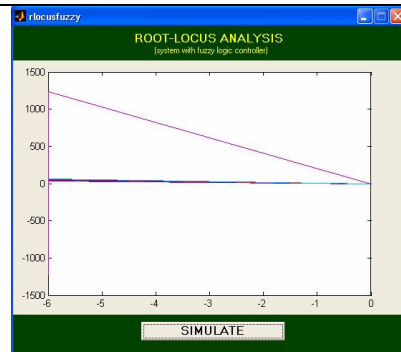 rlocusfuzzy
ROOT-LOCUS ANALYSIS
(system with fuzzy logic controller)
1500
1000
500
0
-500
-1000
-1500
-6 -5 -4 -3 -2 -1 0
SIMULATE